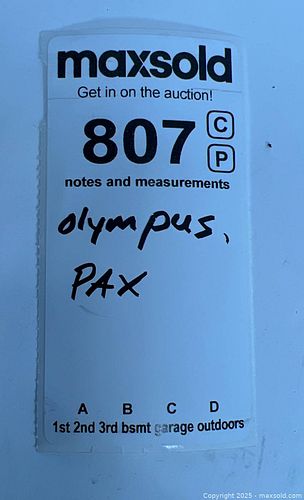 maxsold
Get in on the auction!
807 C
P
notes and measurements
olympus,
PAX
A B C D
1st 2nd 3rd bsmt garage outdoors
© Copyright 2025 - maxsold.com